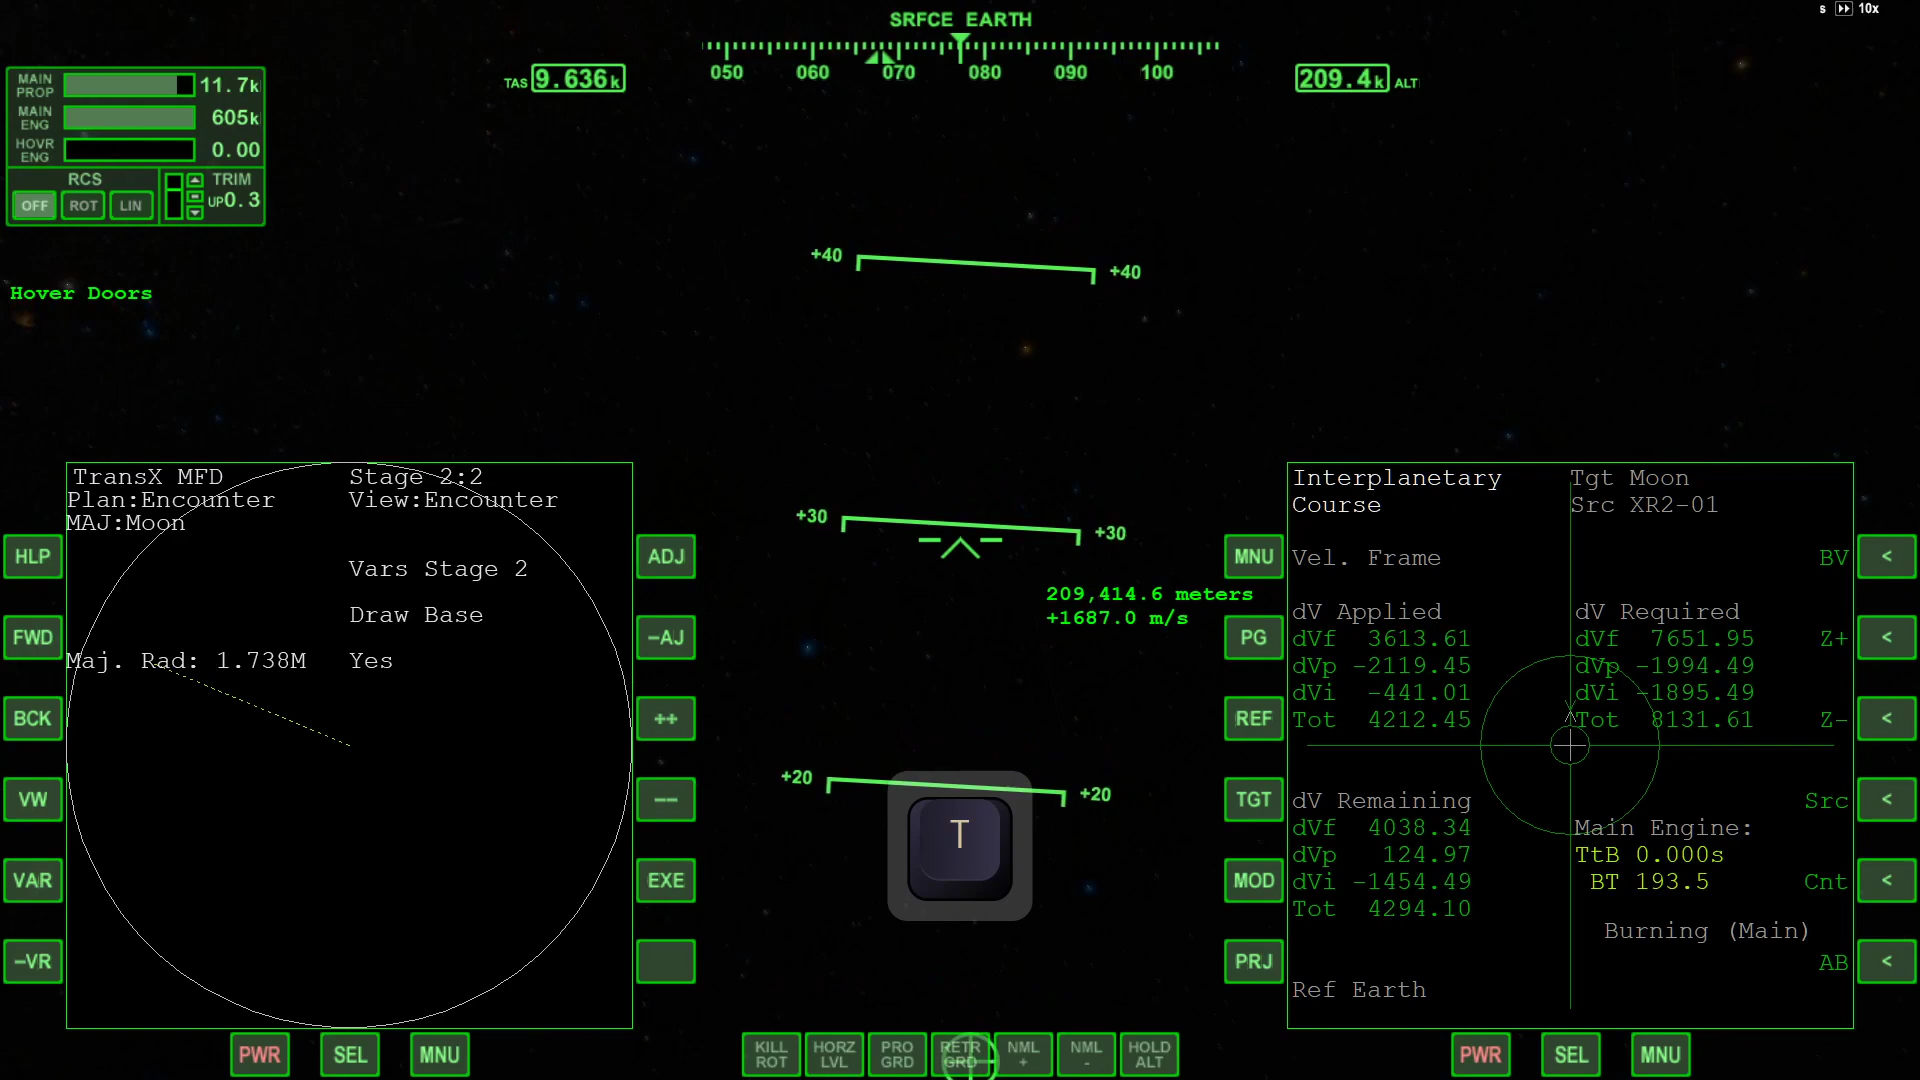 SRFCE EARTH
s 10x
050 060 070 080 090 100
TAS 9.636k
209.4k ALT
MAIN PROP 11.7k
MAIN ENG 605k
HOVR ENG 0.00
RCS
TRIM
OFF ROT LIN
UP0.3
Hover Doors
+40 +40
+30 +30
209,414.6 meters
+1687.0 m/s
+20 +20
T
TransX MFD Stage 2:2
Plan:Encounter View:Encounter
MAJ:Moon
Vars Stage 2
Draw Base
Maj. Rad: 1.738M Yes
HLP
FWD
BCK
VW
VAR
-VR
ADJ
-AJ
++
--
EXE
PWR SEL MNU
KILL ROT
HORZ LVL
PRO GRD
RETR GRD
NML +
NML -
HOLD ALT
MNU
PG
REF
TGT
MOD
PRJ
Interplanetary Tgt Moon
Course Src XR2-01
Vel. Frame BV
dV Applied dV Required
dVf 3613.61 dVf 7651.95 Z+
dVp -2119.45 dVp -1994.49
dVi -441.01 dVi -1895.49
Tot 4212.45 Tot 8131.61 Z-
dV Remaining Src
dVf 4038.34 Main Engine:
dVp 124.97 TtB 0.000s
dVi -1454.49 BT 193.5 Cnt
Tot 4294.10
Burning (Main)
AB
Ref Earth
<
<
<
<
<
<
PWR SEL MNU